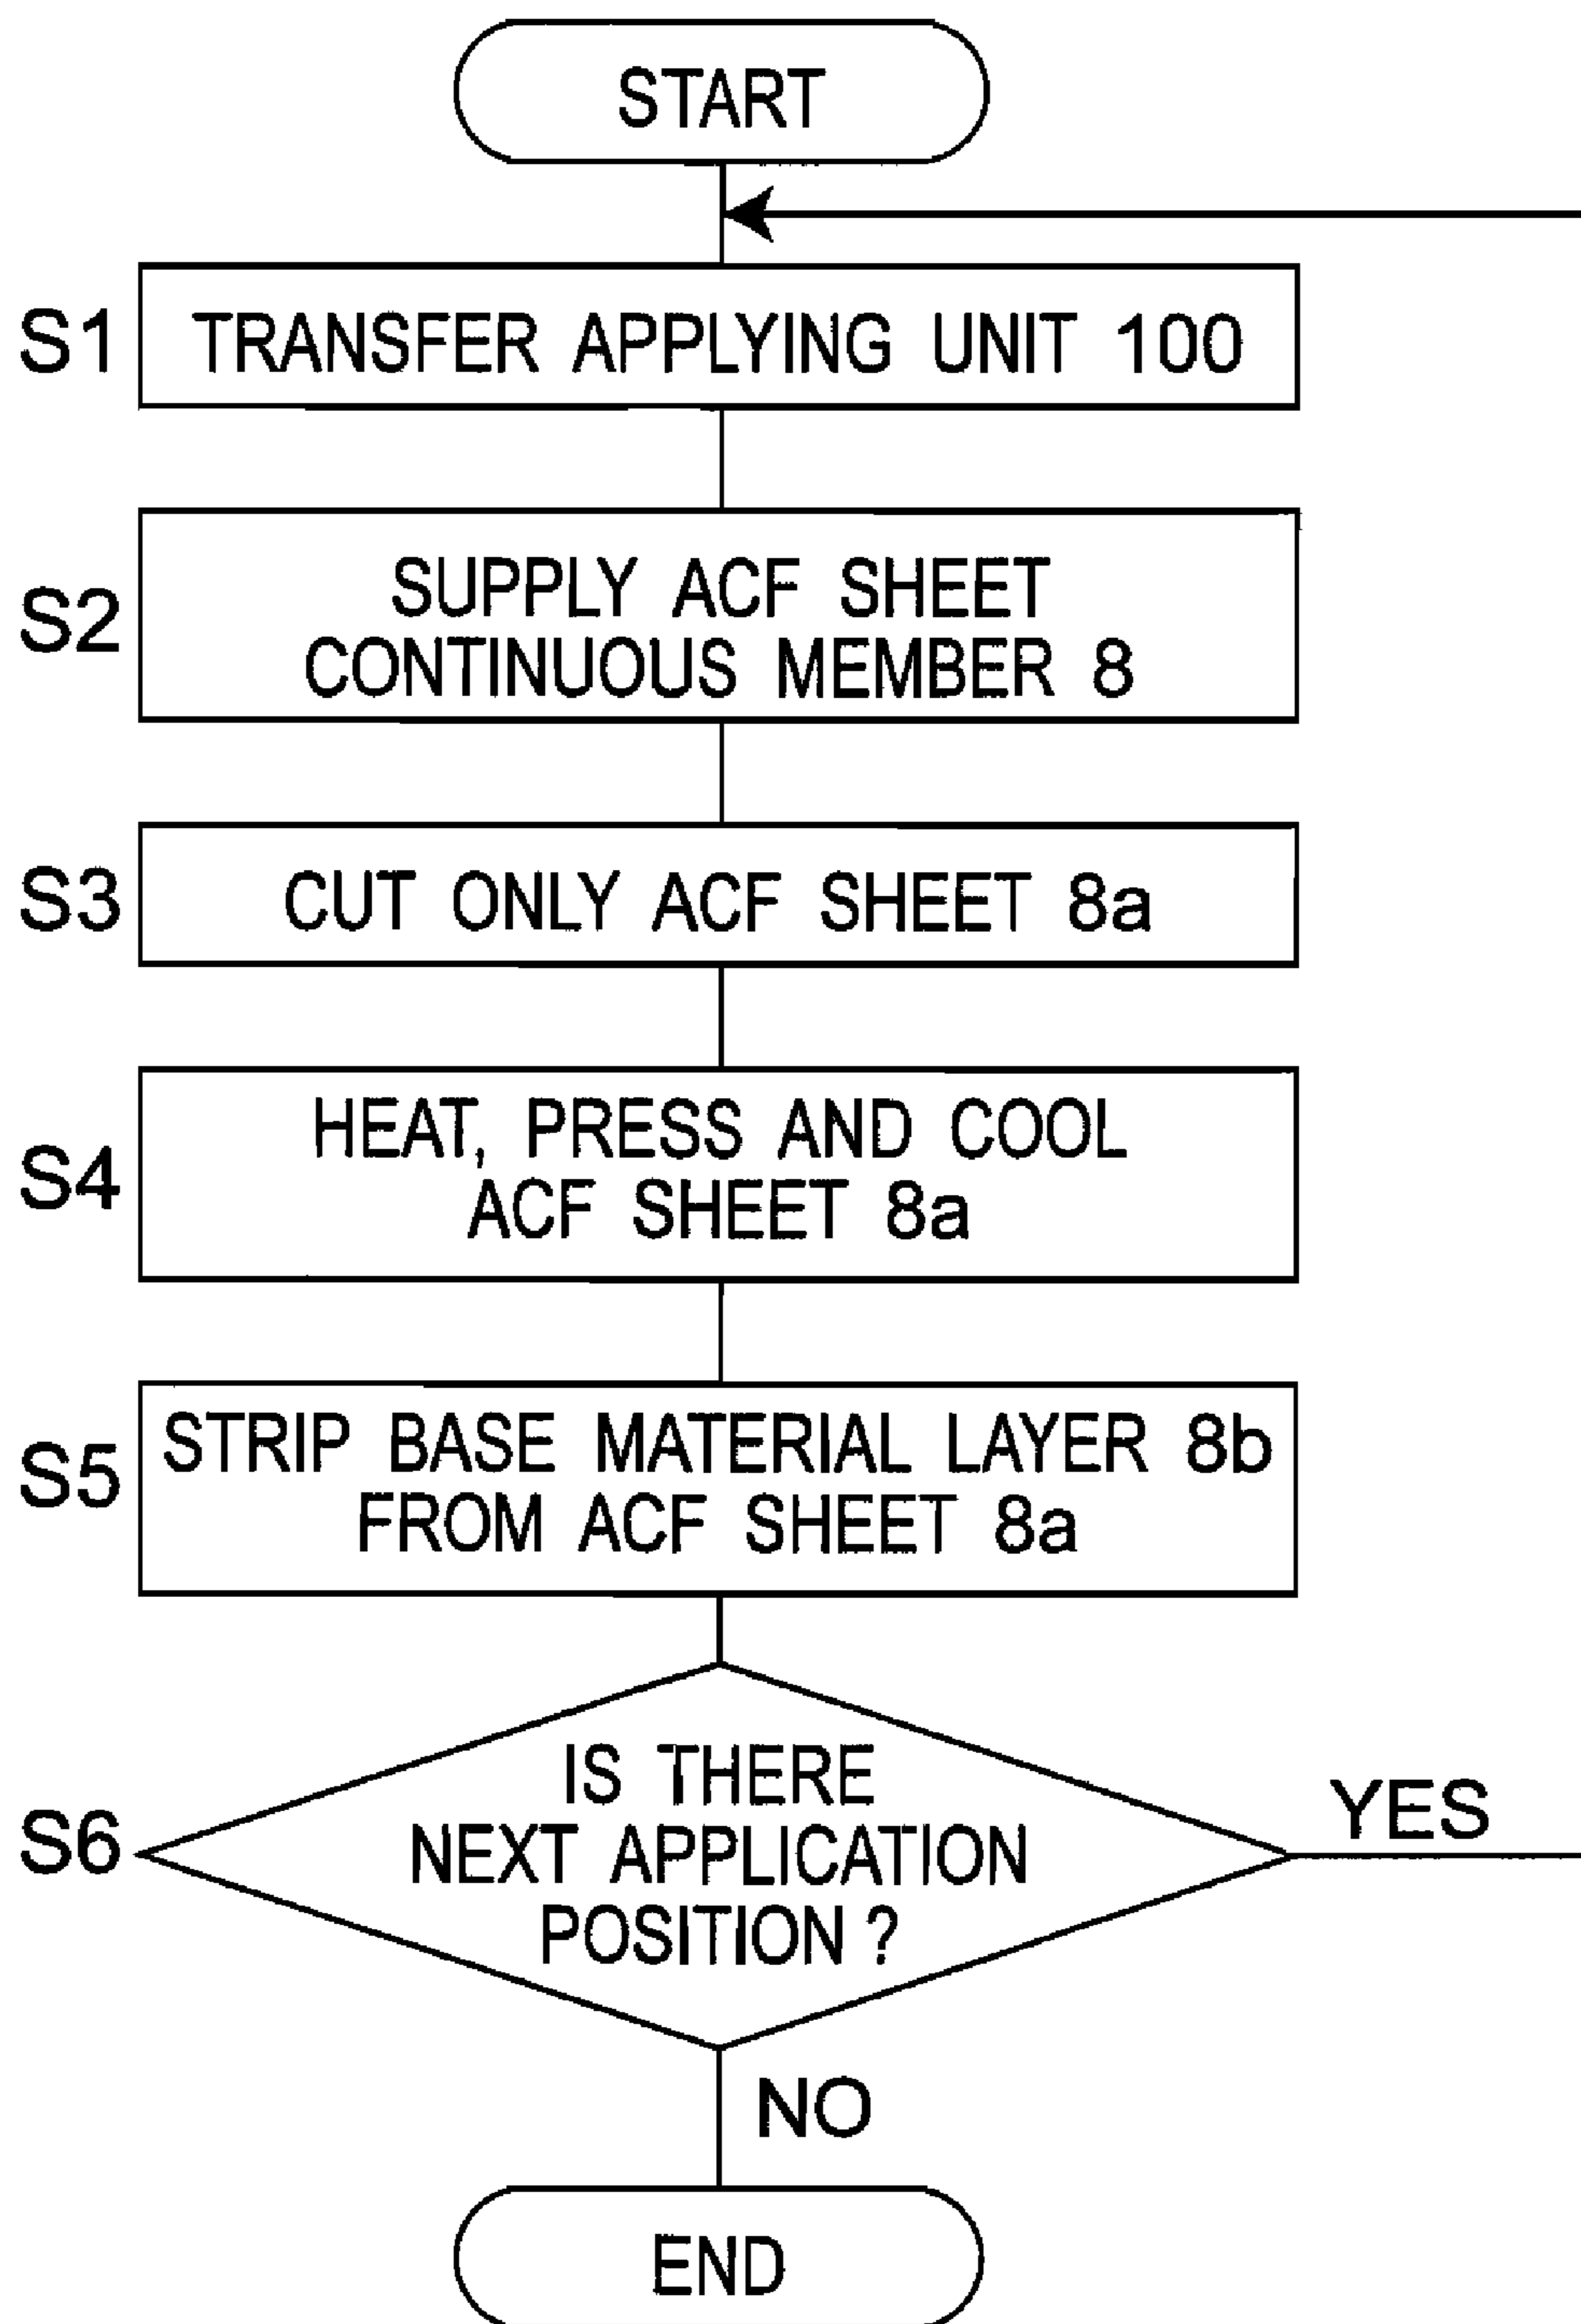 START
S1 TRANSFER APPLYING UNIT 100
S2
SUPPLY ACF SHEET
CONTINUOUS MEMBER 8
S3 CUT ONLY ACF SHEET 8a
S4
HEAT, PRESS AND COOL
ACF SHEET 8a
S5
STRIP BASE MATERIAL LAYER 8b
FROM ACF SHEET 8a
S6
IS THERE
NEXT APPLICATION
POSITION ?
YES
NO
END